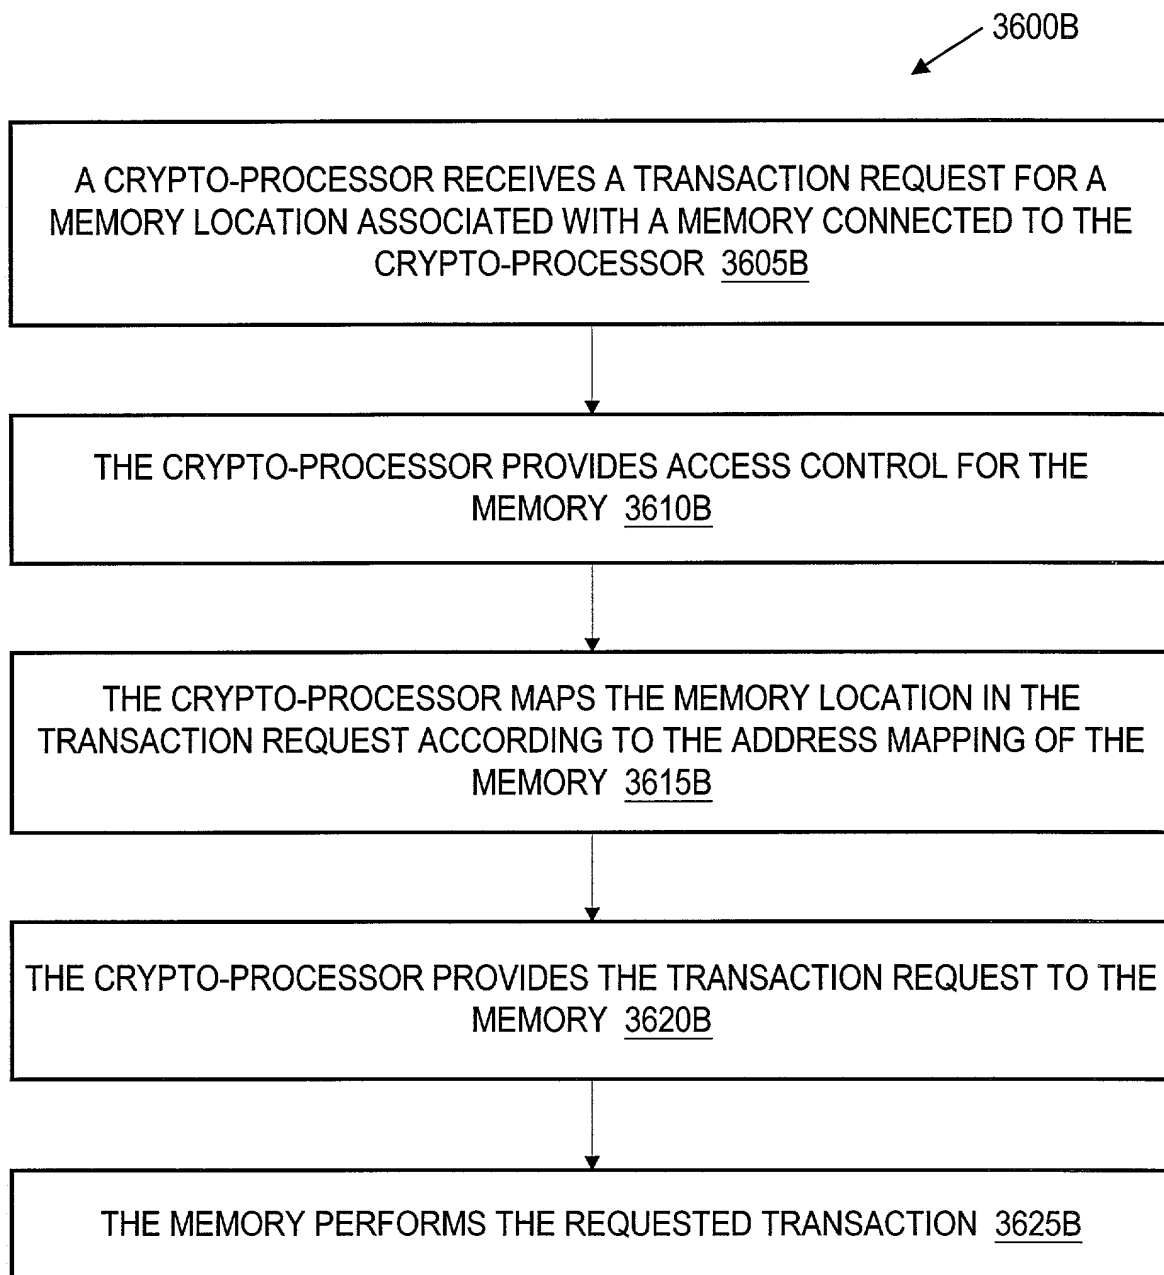 3600B
A CRYPTO-PROCESSOR RECEIVES A TRANSACTION REQUEST FOR A
MEMORY LOCATION ASSOCIATED WITH A MEMORY CONNECTED TO THE
CRYPTO-PROCESSOR 3605B
THE CRYPTO-PROCESSOR PROVIDES ACCESS CONTROL FOR THE
MEMORY 3610B
THE CRYPTO-PROCESSOR MAPS THE MEMORY LOCATION IN THE
TRANSACTION REQUEST ACCORDING TO THE ADDRESS MAPPING OF THE
MEMORY 3615B
THE CRYPTO-PROCESSOR PROVIDES THE TRANSACTION REQUEST TO THE
MEMORY 3620B
THE MEMORY PERFORMS THE REQUESTED TRANSACTION 3625B